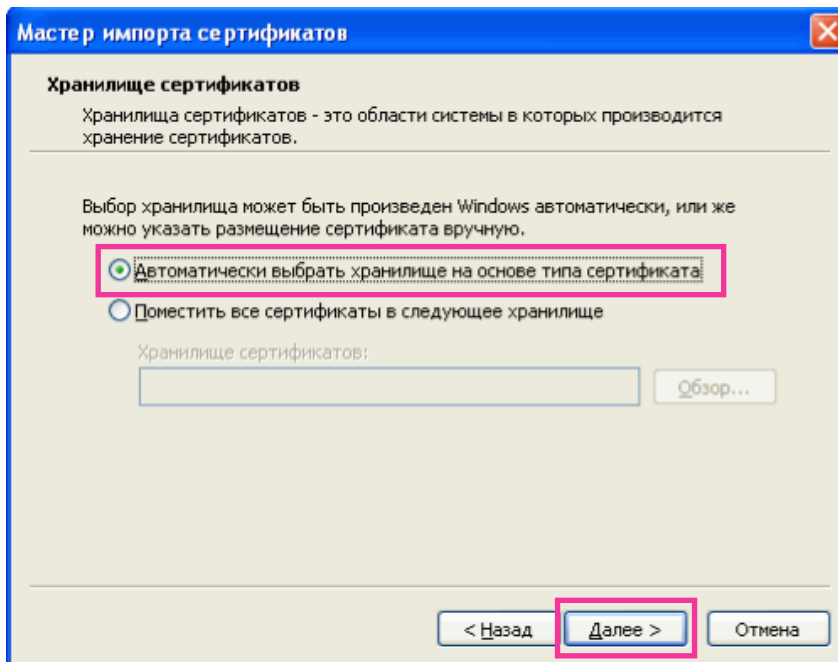 Мастер импорта сертификатов
Хранилище сертификатов
Хранилища сертификатов - это области системы в которых производится
хранение сертификатов.
Выбор хранилища может быть произведен Windows автоматически, или же
можно указать размещение сертификата вручную.
Автоматически выбрать хранилище на основе типа сертификата
Поместить все сертификаты в следующее хранилище
Хранилище сертификатов:
Обзор...
< Назад
Далее >
Отмена